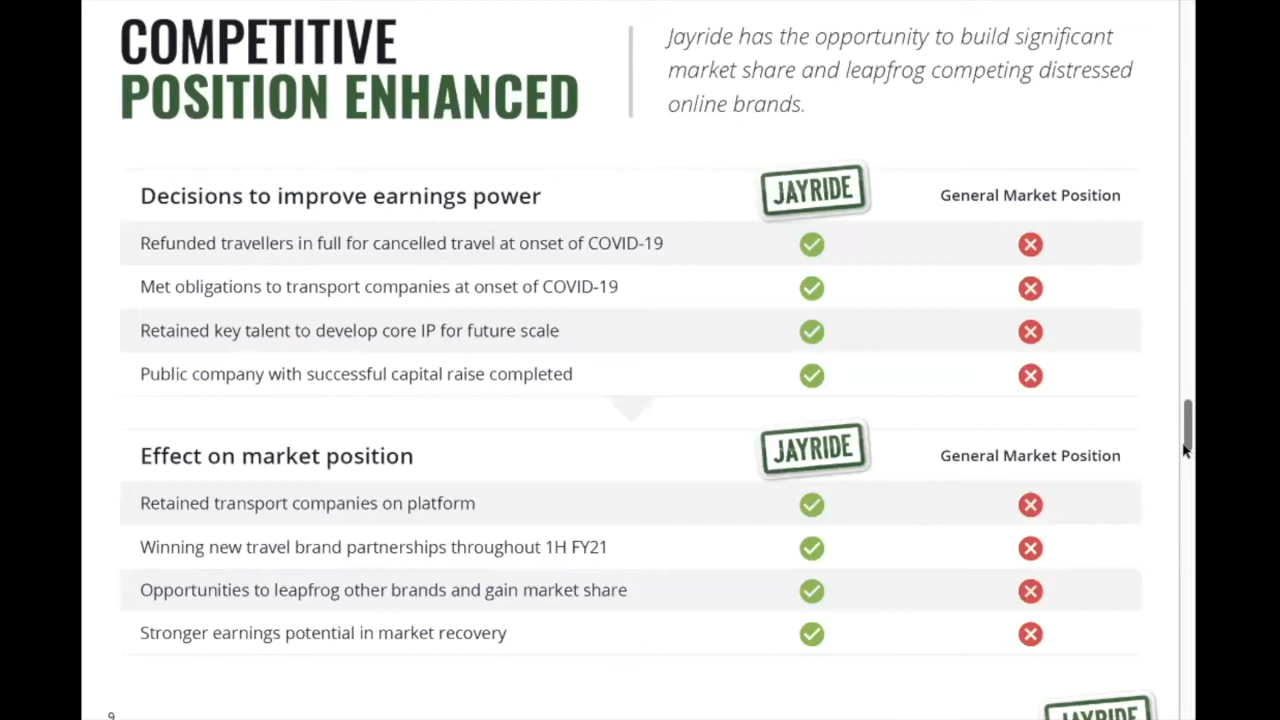 COMPETITIVE
POSITION ENHANCED
Jayride has the opportunity to build significant
market share and leapfrog competing distressed
online brands.
Decisions to improve earnings power
JAYRIDE
General Market Position
Refunded travellers in full for cancelled travel at onset of COVID-19
Met obligations to transport companies at onset of COVID-19
Retained key talent to develop core IP for future scale
Public company with successful capital raise completed
Effect on market position
JAYRIDE
General Market Position
Retained transport companies on platform
Winning new travel brand partnerships throughout 1H FY21
Opportunities to leapfrog other brands and gain market share
Stronger earnings potential in market recovery
9
JAYRIDE